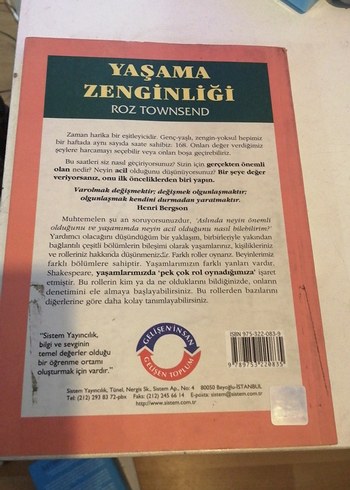 YAŞAMA
ZENGİNLİĞİ
ROZ TOWNSEND
Zaman harika bir eşitleyicidir. Genç-yaşlı, zengin-yoksul hepimiz
bir haftada aynı sayıda saate sahibiz: 168. Onları değer verdiğimiz
şeylere harcamayı seçebilir veya onları boşa geçirebiliriz.
Bu saatleri siz nasıl geçiriyorsunuz? Sizin için gerçekten önemli
olan nedir? Neyin acil olduğunu düşünüyorsunuz? Bir şeye değer
veriyorsanız, onu ilk önceliklerden biri yapın.
Varolmak değişmektir; değişmek olgunlaşmaktır;
olgunlaşmak kendini durmadan yaratmaktır.
Henri Bergson
Muhtemelen şu an soruyorsunuzdur, "Aslında neyin önemli
olduğunu ve yaşamımda neyin acil olduğunu nasıl bilebilirim?"
Yardımcı olacağını düşündüğüm bir yaklaşım, birbirleriyle yakından
bağlantılı çeşitli bölümlerin bileşimi olarak yaşamlarınızı, kişilikleriniz
ve rolleriniz hakkında düşünmenizdir. Farklı roller oynarız. Beyinlerimiz
farklı bölümlere sahiptir. Yaşamlarımızın farklı yanları vardır.
Shakespeare, yaşamlarımızda 'pek çok rol oynadığımıza' işaret
etmiştir. Bu rollerin kim ya da ne olduklarını bildiğinizde, onların
denetimini ele almaya başlayabilirsiniz. Bu rollerden bazılarını
diğerlerine göre daha kolay tanımlayabilirsiniz.
"Sistem Yayıncılık,
bilgi ve sevginin
temel değerler olduğu
bir öğrenme ortamı
oluşturmak için vardır."
GELİŞEN İNSAN
GELİŞEN TOPLUM
ISBN 975-322-083-9
9 789753 220835
Sistem Yayıncılık, Tünel, Nergis Sk., Sistem Ap., No: 4 80050 Beyoğlu-İSTANBUL
Tel: (212) 293 83 72-pbx Faks: (212) 245 66 14 E-posta: sistem@sistem.com.tr
http://www.sistem.com.tr